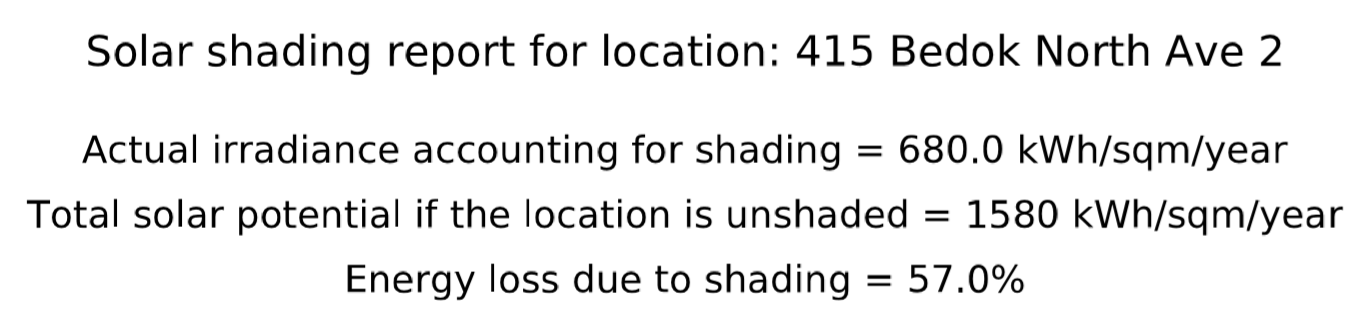 Solar shading report for location: 415 Bedok North Ave 2
Actual irradiance accounting for shading = 680.0 kWh/sqm/year
Total solar potential if the location is unshaded = 1580 kWh/sqm/year
Energy loss due to shading = 57.0%